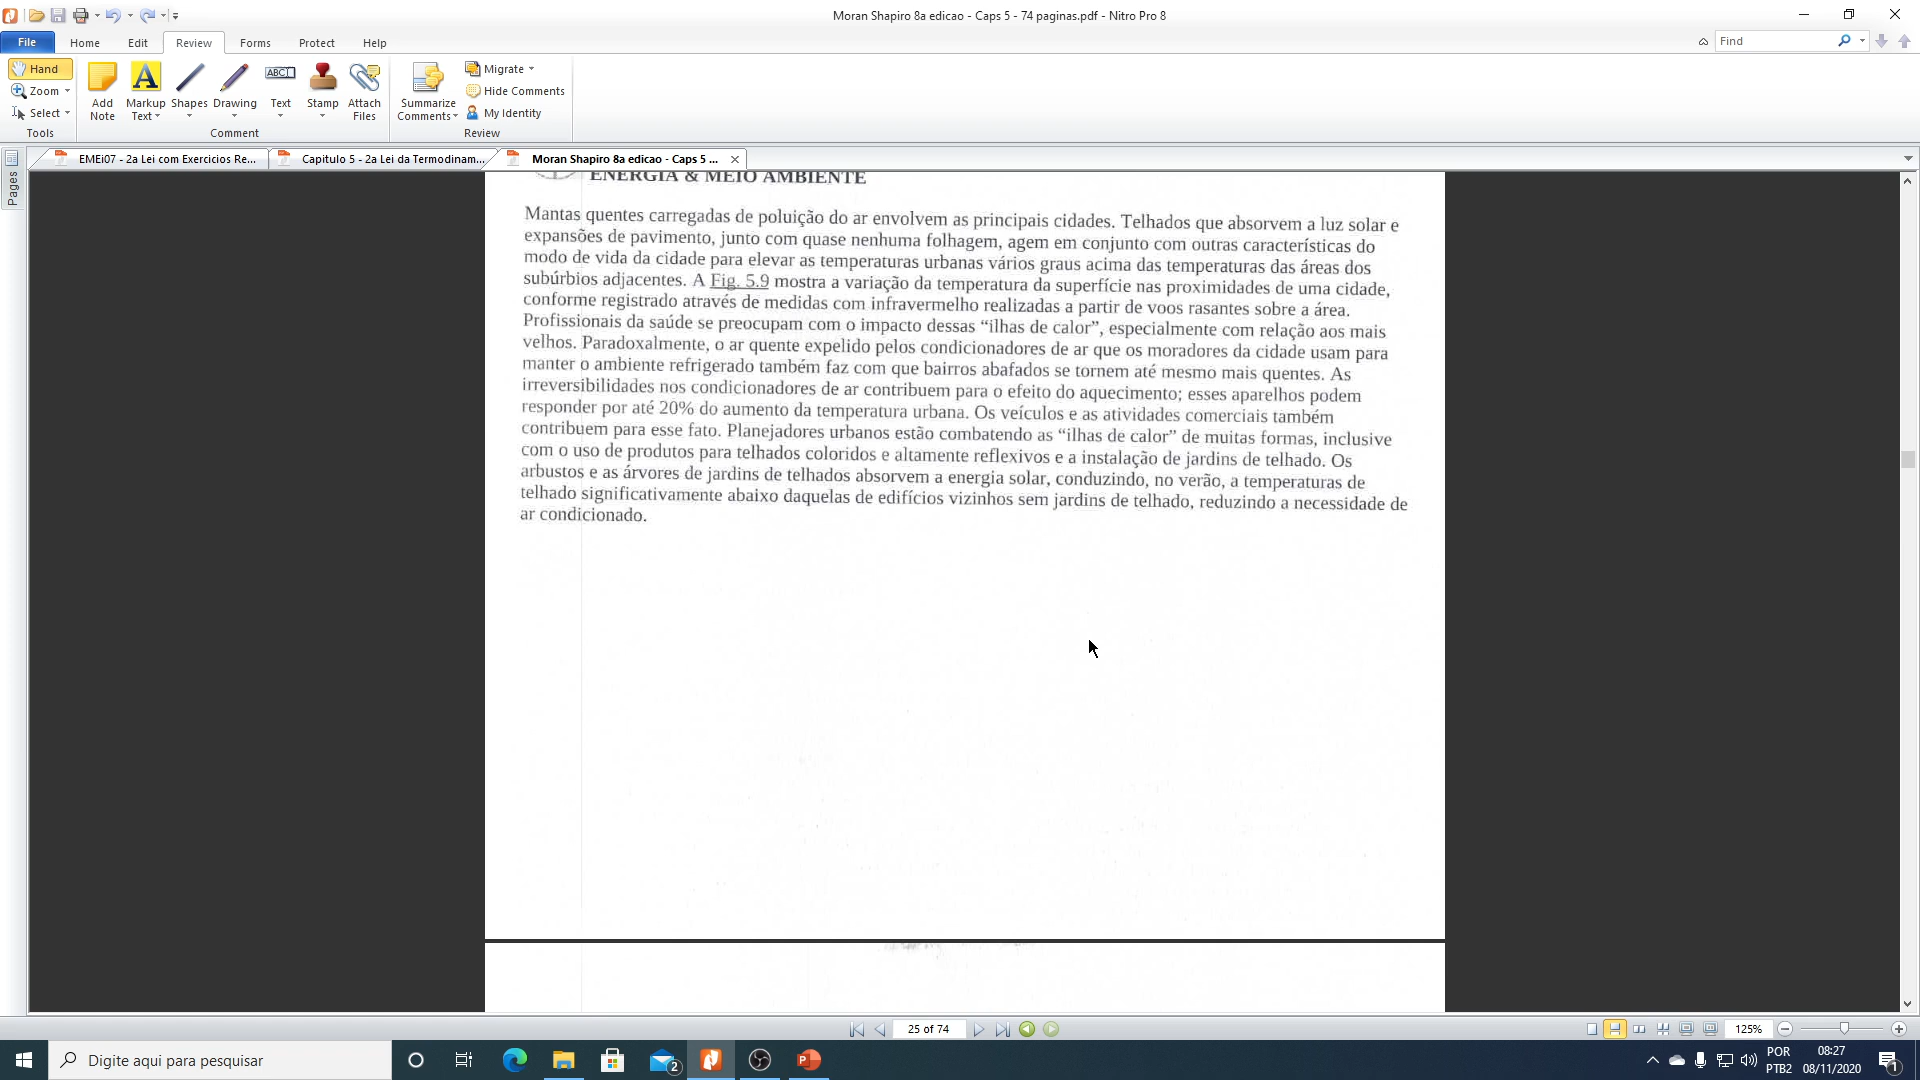 Moran Shapiro 8a edicao - Caps 5 - 74 paginas.pdf - Nitro Pro 8
File Home Edit Review Forms Protect Help
Find
Hand
Zoom
Select
Tools
Add Note
Markup Text
Shapes
Drawing
Text
Stamp
Attach Files
Comment
Summarize Comments
Migrate
Hide Comments
My Identity
Review
EMEi07 - 2a Lei com Exercicios Re...
Capitulo 5 - 2a Lei da Termodinam...
Moran Shapiro 8a edicao - Caps 5 ...
Pages
ENERGIA & MEIO AMBIENTE
Mantas quentes carregadas de poluição do ar envolvem as principais cidades. Telhados que absorvem a luz solar e
expansões de pavimento, junto com quase nenhuma folhagem, agem em conjunto com outras características do
modo de vida da cidade para elevar as temperaturas urbanas vários graus acima das temperaturas das áreas dos
subúrbios adjacentes. A Fig. 5.9 mostra a variação da temperatura da superfície nas proximidades de uma cidade,
conforme registrado através de medidas com infravermelho realizadas a partir de voos rasantes sobre a área.
Profissionais da saúde se preocupam com o impacto dessas “ilhas de calor”, especialmente com relação aos mais
velhos. Paradoxalmente, o ar quente expelido pelos condicionadores de ar que os moradores da cidade usam para
manter o ambiente refrigerado também faz com que bairros abafados se tornem até mesmo mais quentes. As
irreversibilidades nos condicionadores de ar contribuem para o efeito do aquecimento; esses aparelhos podem
responder por até 20% do aumento da temperatura urbana. Os veículos e as atividades comerciais também
contribuem para esse fato. Planejadores urbanos estão combatendo as “ilhas de calor” de muitas formas, inclusive
com o uso de produtos para telhados coloridos e altamente reflexivos e a instalação de jardins de telhado. Os
arbustos e as árvores de jardins de telhados absorvem a energia solar, conduzindo, no verão, a temperaturas de
telhado significativamente abaixo daquelas de edifícios vizinhos sem jardins de telhado, reduzindo a necessidade de
ar condicionado.
25 of 74
125%
Digite aqui para pesquisar
2
POR
PTB2
08:27
08/11/2020
1